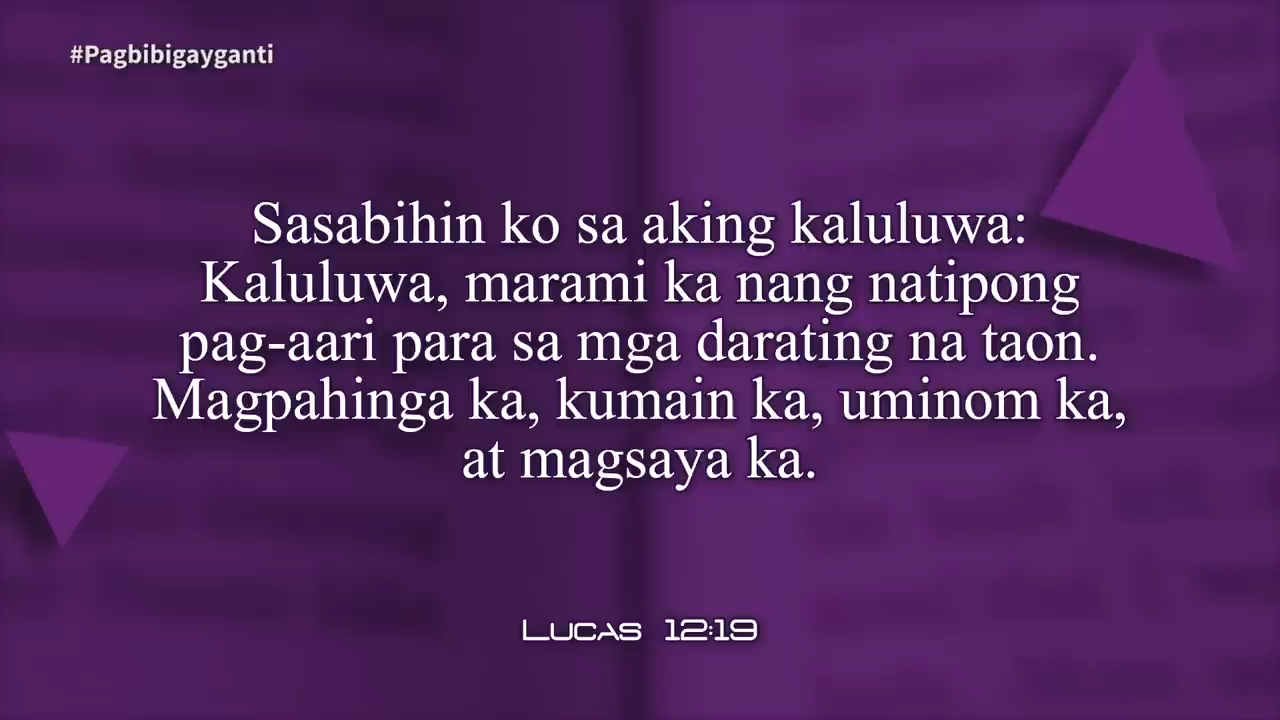 #Pagbibigayganti
Sasabihin ko sa aking kaluluwa:
Kaluluwa, marami ka nang natipong
pag-aari para sa mga darating na taon.
Magpahinga ka, kumain ka, uminom ka,
at magsaya ka.
Lucas 12:19